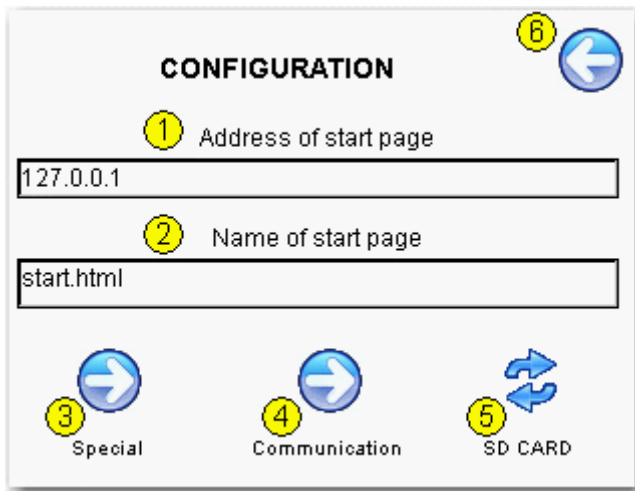 6
CONFIGURATION
1 Address of start page
127.0.0.1
2 Name of start page
start.html
3 4 5
Special Communication SD CARD